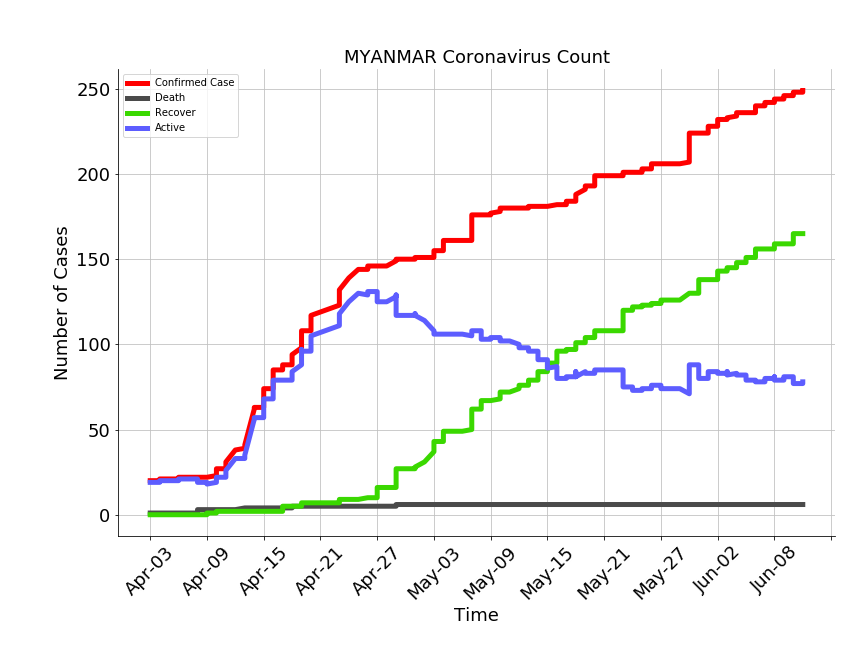 MYANMAR Coronavirus Count
Confirmed Case
Death
Recover
Active
250
200
150
100
50
0
Number of Cases
Apr-03
Apr-09
Apr-15
Apr-21
Apr-27
May-03
May-09
May-15
May-21
May-27
Jun-02
Jun-08
Time